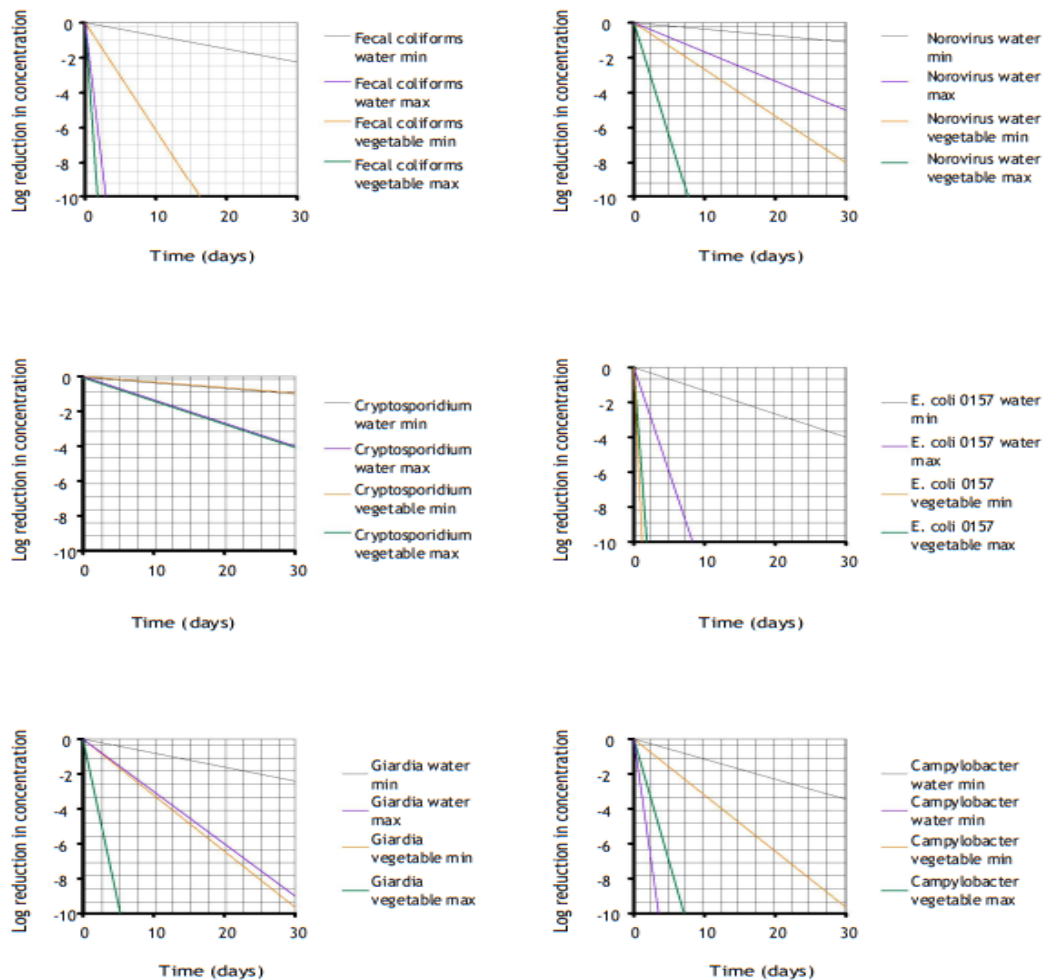 Log reduction in concentration
0
-2
-4
-6
-8
-10
0 10 20 30
Time (days)
Fecal coliforms
water min
Fecal coliforms
water max
Fecal coliforms
vegetable min
Fecal coliforms
vegetable max
Log reduction in concentration
0
-2
-4
-6
-8
-10
0 10 20 30
Time (days)
Norovirus water
min
Norovirus water
max
Norovirus water
vegetable min
Norovirus water
vegetable max
Log reduction in concentration
0
-2
-4
-6
-8
-10
0 10 20 30
Time (days)
Cryptosporidium
water min
Cryptosporidium
water max
Cryptosporidium
vegetable min
Cryptosporidium
vegetable max
Log reduction in concentration
0
-2
-4
-6
-8
-10
0 10 20 30
Time (days)
E. coli 0157 water
min
E. coli 0157 water
max
E. coli 0157
vegetable min
E. coli 0157
vegetable max
Log reduction in concentration
0
-2
-4
-6
-8
-10
0 10 20 30
Time (days)
Giardia water
min
Giardia water
max
Giardia
vegetable min
Giardia
vegetable max
Log reduction in concentration
0
-2
-4
-6
-8
-10
0 10 20 30
Time (days)
Campylobacter
water min
Campylobacter
water min
Campylobacter
vegetable min
Campylobacter
vegetable max